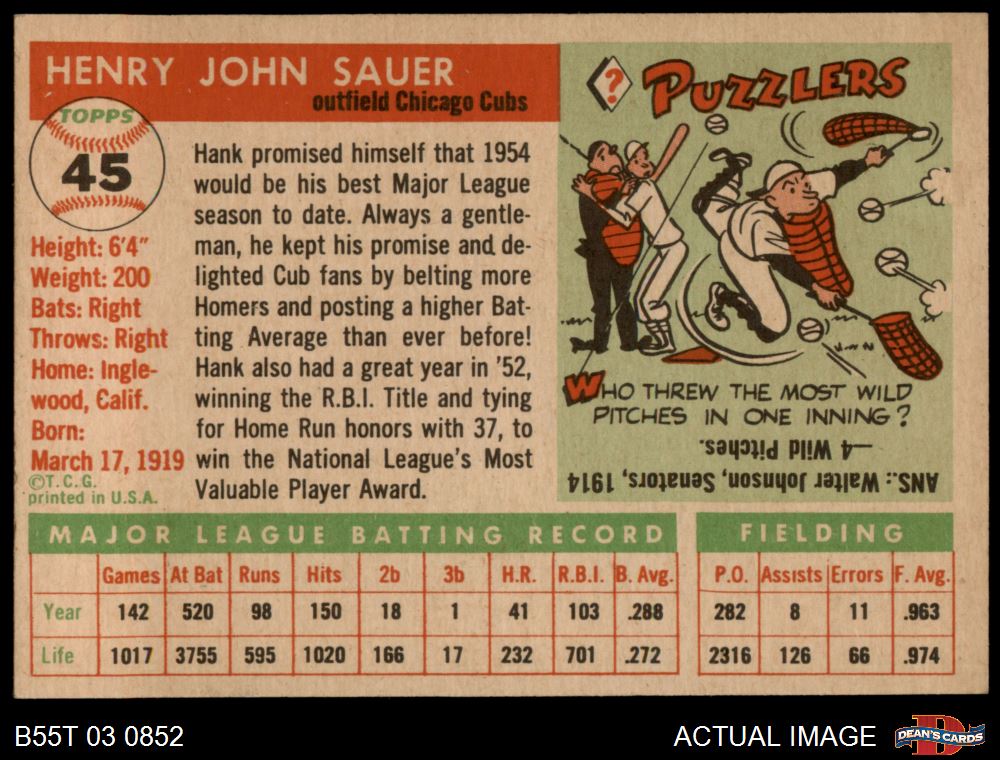 HENRY JOHN SAUER
outfield Chicago Cubs
TOPPS
45
Height: 6'4"
Weight: 200
Bats: Right
Throws: Right
Home: Ingle-
wood, Calif.
Born:
March 17, 1919
©T.C.G.
printed in U.S.A.
Hank promised himself that 1954
would be his best Major League
season to date. Always a gentle-
man, he kept his promise and de-
lighted Cub fans by belting more
Homers and posting a higher Bat-
ting Average than ever before!
Hank also had a great year in '52,
winning the R.B.I. Title and tying
for Home Run honors with 37, to
win the National League's Most
Valuable Player Award.
?
PUZZLERS
WHO THREW THE MOST WILD
PITCHES IN ONE INNING?
ANS.: Walter Johnson, Senators, 1914
—4 Wild Pitches.
MAJOR LEAGUE BATTING RECORD
Games At Bat Runs Hits 2b 3b H.R. R.B.I. B. Avg.
Year 142 520 98 150 18 1 41 103 .288
Life 1017 3755 595 1020 166 17 232 701 .272
FIELDING
P.O. Assists Errors F. Avg.
282 8 11 .963
2316 126 66 .974
B55T 03 0852
ACTUAL IMAGE
D
DEAN'S CARDS